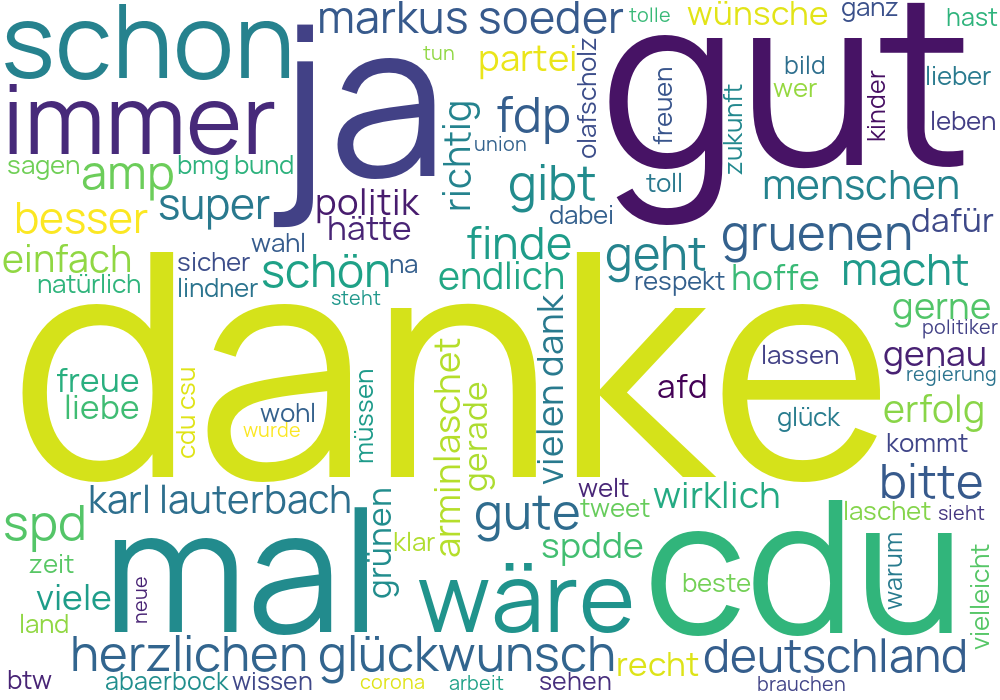 schon
ja
markus soeder
tolle
wünsche
ganz
gut
hast
tun
partei
olafscholz
bild
wer
lieber
immer
richtig
fdp
union
freuen
zukunft
kinder
leben
sagen
amp
bmg bund
super
politik
hätte
gibt
dabei
toll
menschen
besser
wahl
finde
geht
gruenen
dafür
einfach
natürlich
sicher
lindner
schön
na
steht
endlich
respekt
hoffe
macht
gerne
politiker
danke
freue
liebe
cdu csu
wohl
wurde
müssen
arminlaschet
gerade
vielen dank
afd
lassen
glück
genau
regierung
erfolg
kommt
karl lauterbach
welt
tweet
wirklich
bitte
laschet
sieht
spd
mal
grünen
klar
gute
spdde
cdu
beste
warum
vielleicht
zeit
viele
neue
land
wäre
herzlichen glückwunsch
recht
deutschland
btw
abaerbock
wissen
corona
arbeit
sehen
brauchen